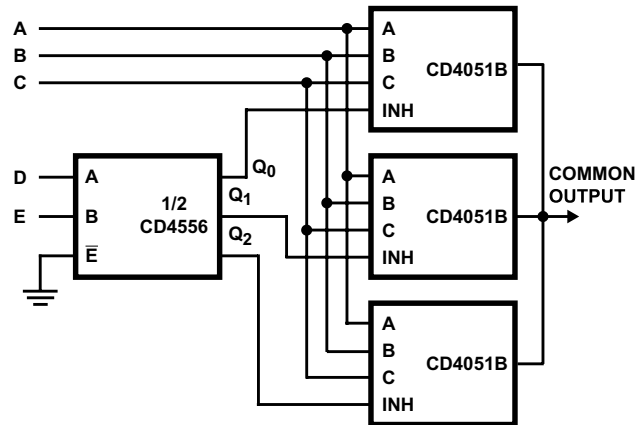 A
B
C
A
B
C
INH
CD4051B
D
E
A
B
E̅
1/2
CD4556
Q0
Q1
Q2
A
B
C
INH
CD4051B
COMMON
OUTPUT
A
B
C
INH
CD4051B